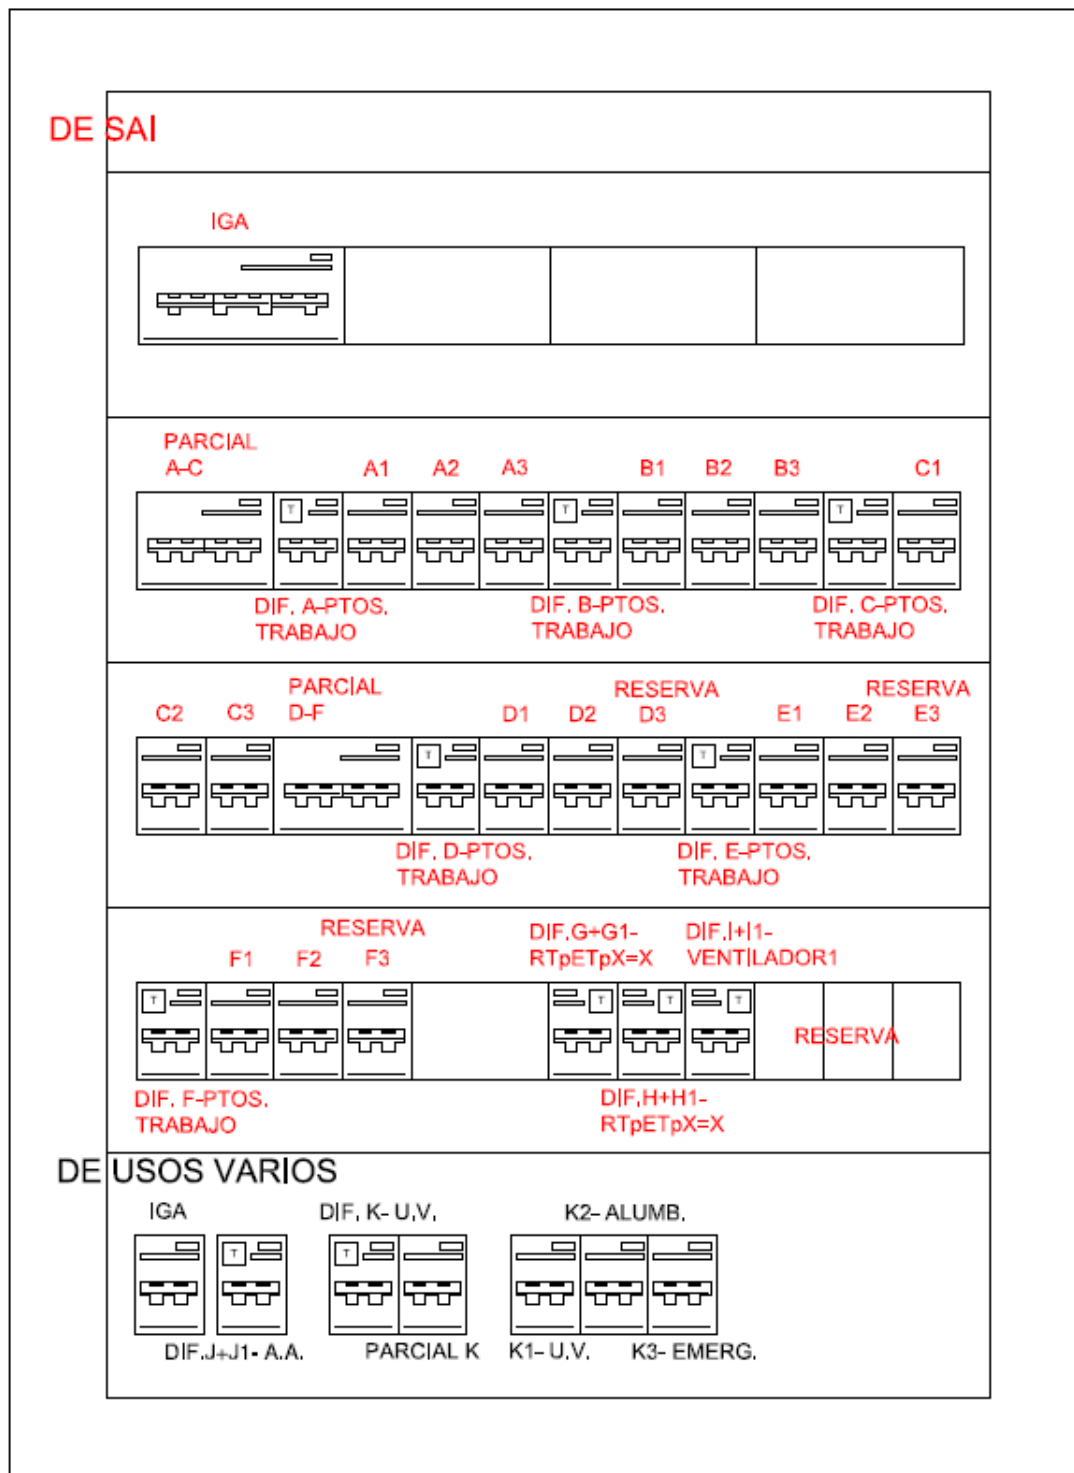 DE SAI
IGA
PARCIAL
A-C
A1
A2
A3
B1
B2
B3
C1
T
T
T
DIF. A-PTOS.
TRABAJO
DIF. B-PTOS.
TRABAJO
DIF. C-PTOS.
TRABAJO
C2
C3
PARCIAL
D-F
D1
D2
RESERVA
D3
E1
E2
RESERVA
E3
T
T
DIF. D-PTOS.
TRABAJO
DIF. E-PTOS.
TRABAJO
F1
F2
RESERVA
F3
DIF.G+G1-
RTpETpX=X
DIF.I+I1-
VENTILADOR1
T
T
T
T
RESERVA
DIF. F-PTOS.
TRABAJO
DIF.H+H1-
RTpETpX=X
DE USOS VARIOS
IGA
DIF. K- U.V.
K2- ALUMB.
T
T
DIF.J+J1- A.A.
PARCIAL K
K1- U.V.
K3- EMERG.